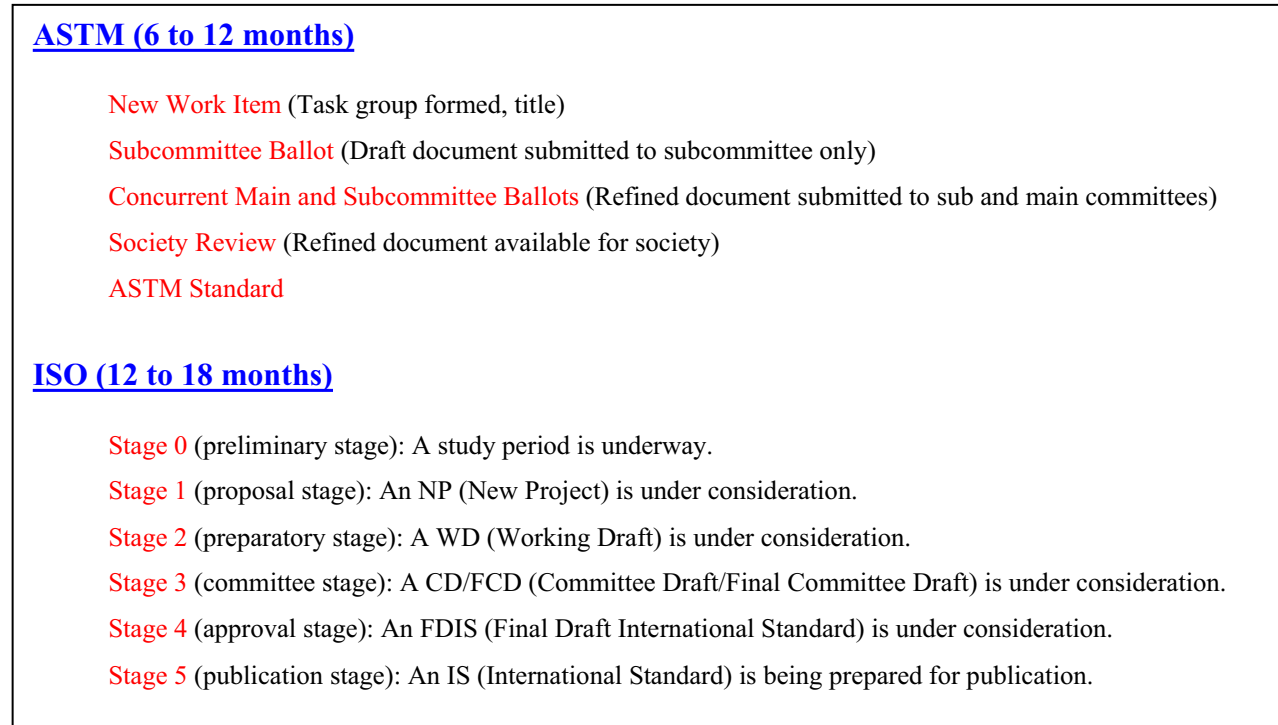 ASTM (6 to 12 months)
New Work Item (Task group formed, title)
Subcommittee Ballot (Draft document submitted to subcommittee only)
Concurrent Main and Subcommittee Ballots (Refined document submitted to sub and main committees)
Society Review (Refined document available for society)
ASTM Standard
ISO (12 to 18 months)
Stage 0 (preliminary stage): A study period is underway.
Stage 1 (proposal stage): An NP (New Project) is under consideration.
Stage 2 (preparatory stage): A WD (Working Draft) is under consideration.
Stage 3 (committee stage): A CD/FCD (Committee Draft/Final Committee Draft) is under consideration.
Stage 4 (approval stage): An FDIS (Final Draft International Standard) is under consideration.
Stage 5 (publication stage): An IS (International Standard) is being prepared for publication.